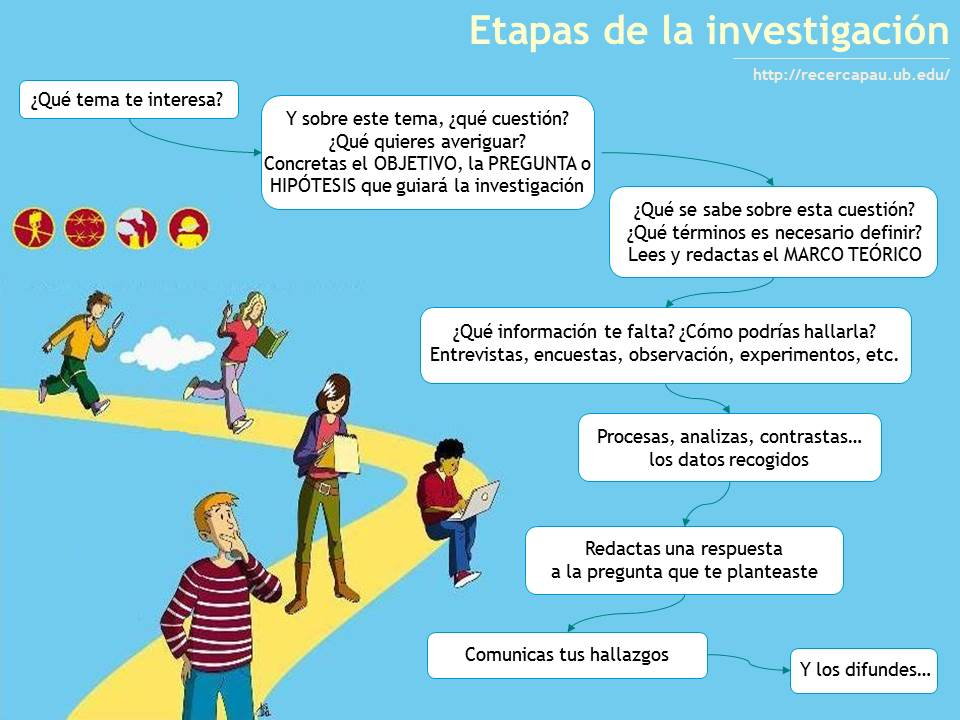 Etapas de la investigación
http://recercapau.ub.edu/
¿Qué tema te interesa?
Y sobre este tema, ¿qué cuestión?
¿Qué quieres averiguar?
Concretas el OBJETIVO, la PREGUNTA o
HIPÓTESIS que guiará la investigación
¿Qué se sabe sobre esta cuestión?
¿Qué términos es necesario definir?
Lees y redactas el MARCO TEÓRICO
¿Qué información te falta? ¿Cómo podrías hallarla?
Entrevistas, encuestas, observación, experimentos, etc.
Procesas, analizas, contrastas…
los datos recogidos
Redactas una respuesta
a la pregunta que te planteaste
Comunicas tus hallazgos
Y los difundes…